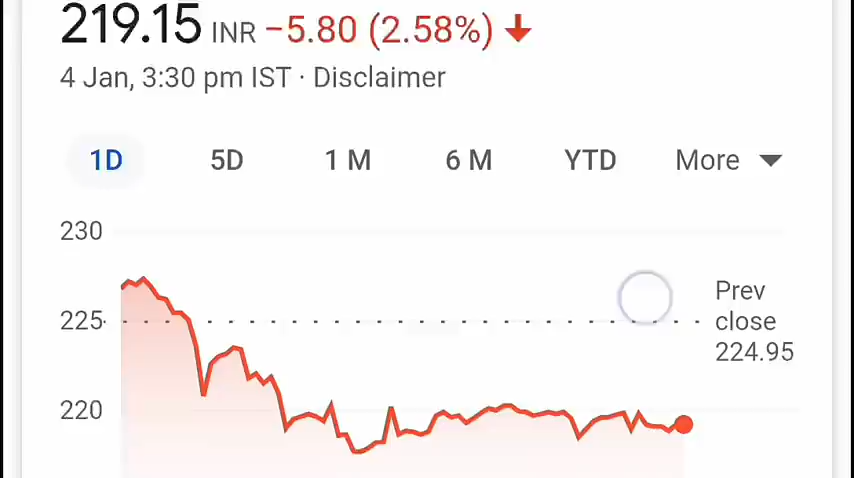 219.15 INR −5.80 (2.58%)
4 Jan, 3:30 pm IST · Disclaimer
1D 5D 1 M 6 M YTD More
230
225
220
Prev
close
224.95